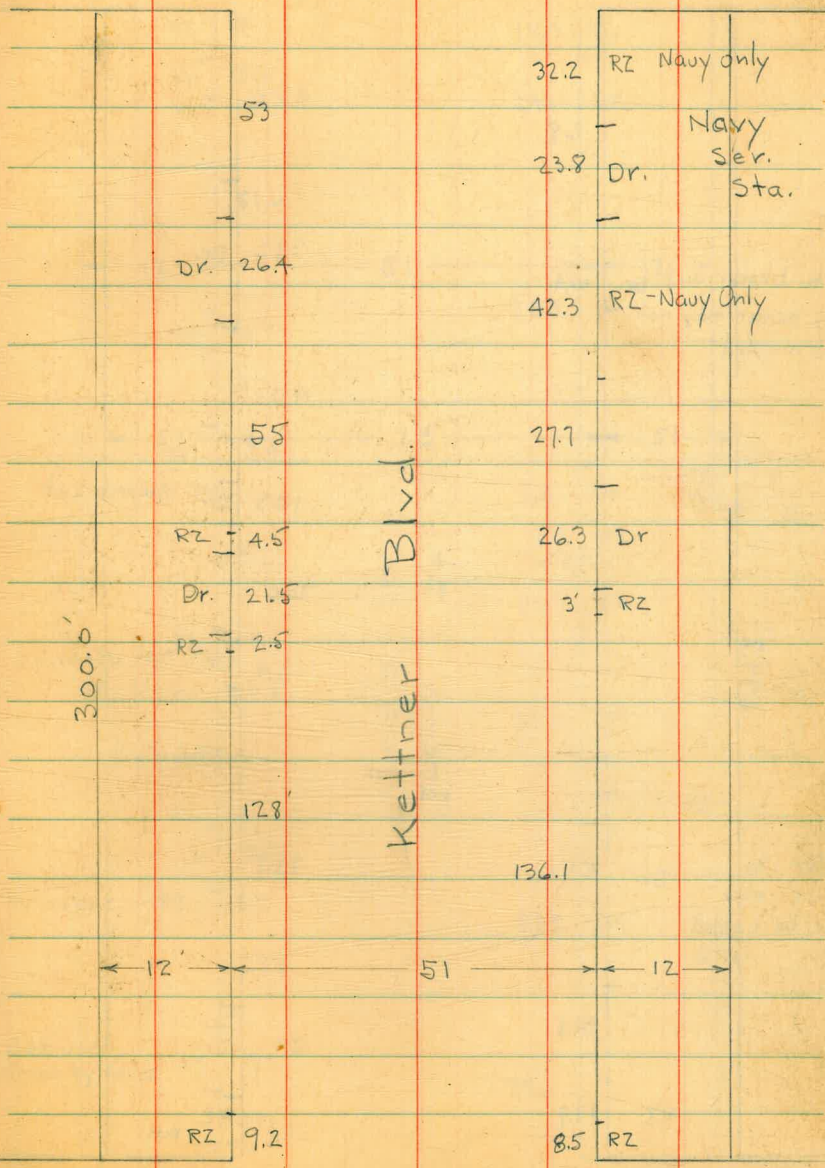 53
Dr. 26.4
55
RZ 4.5
Dr. 21.5
RZ 2.5
300.0'
128'
RZ 9.2
Kettner Blvd.
12' 51 12
32.2 RZ Navy only
Navy
Ser.
Sta.
23.8 Dr.
42.3 RZ-Navy Only
27.7
26.3 Dr
3' RZ
136.1
8.5 RZ